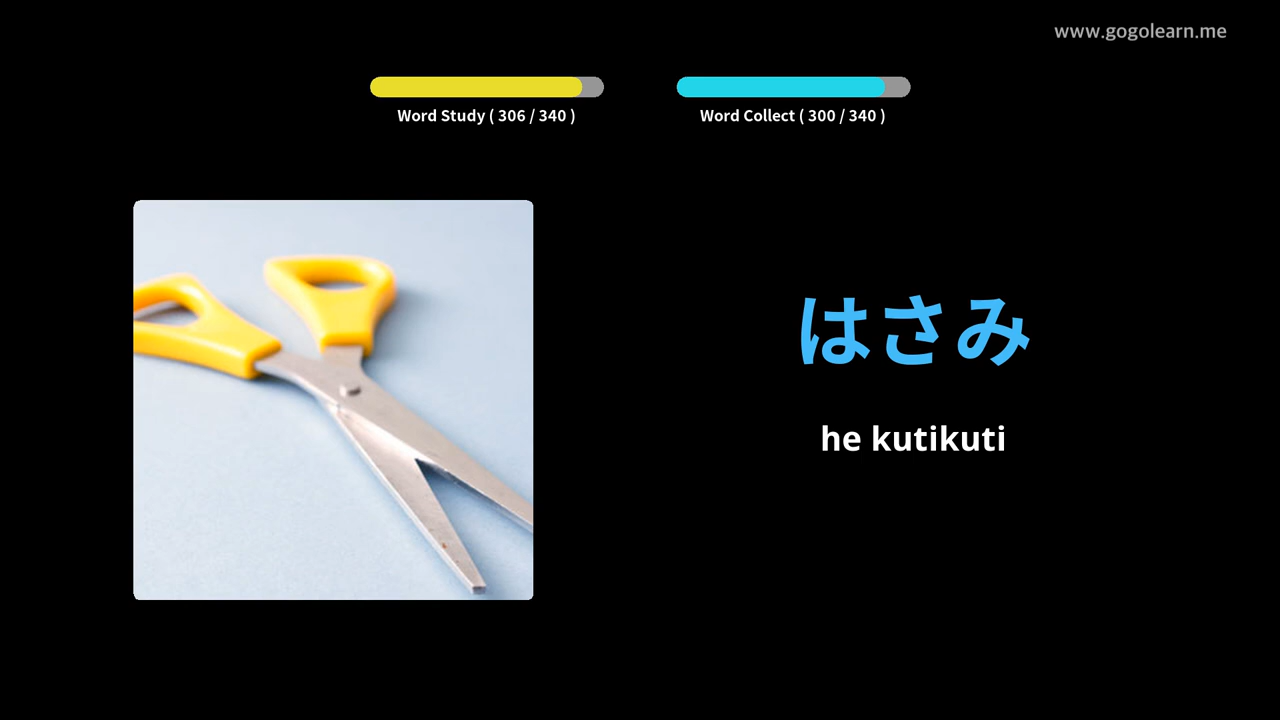 www.gogolearn.me
Word Study ( 306 / 340 )
Word Collect ( 300 / 340 )
はさみ
he kutikuti